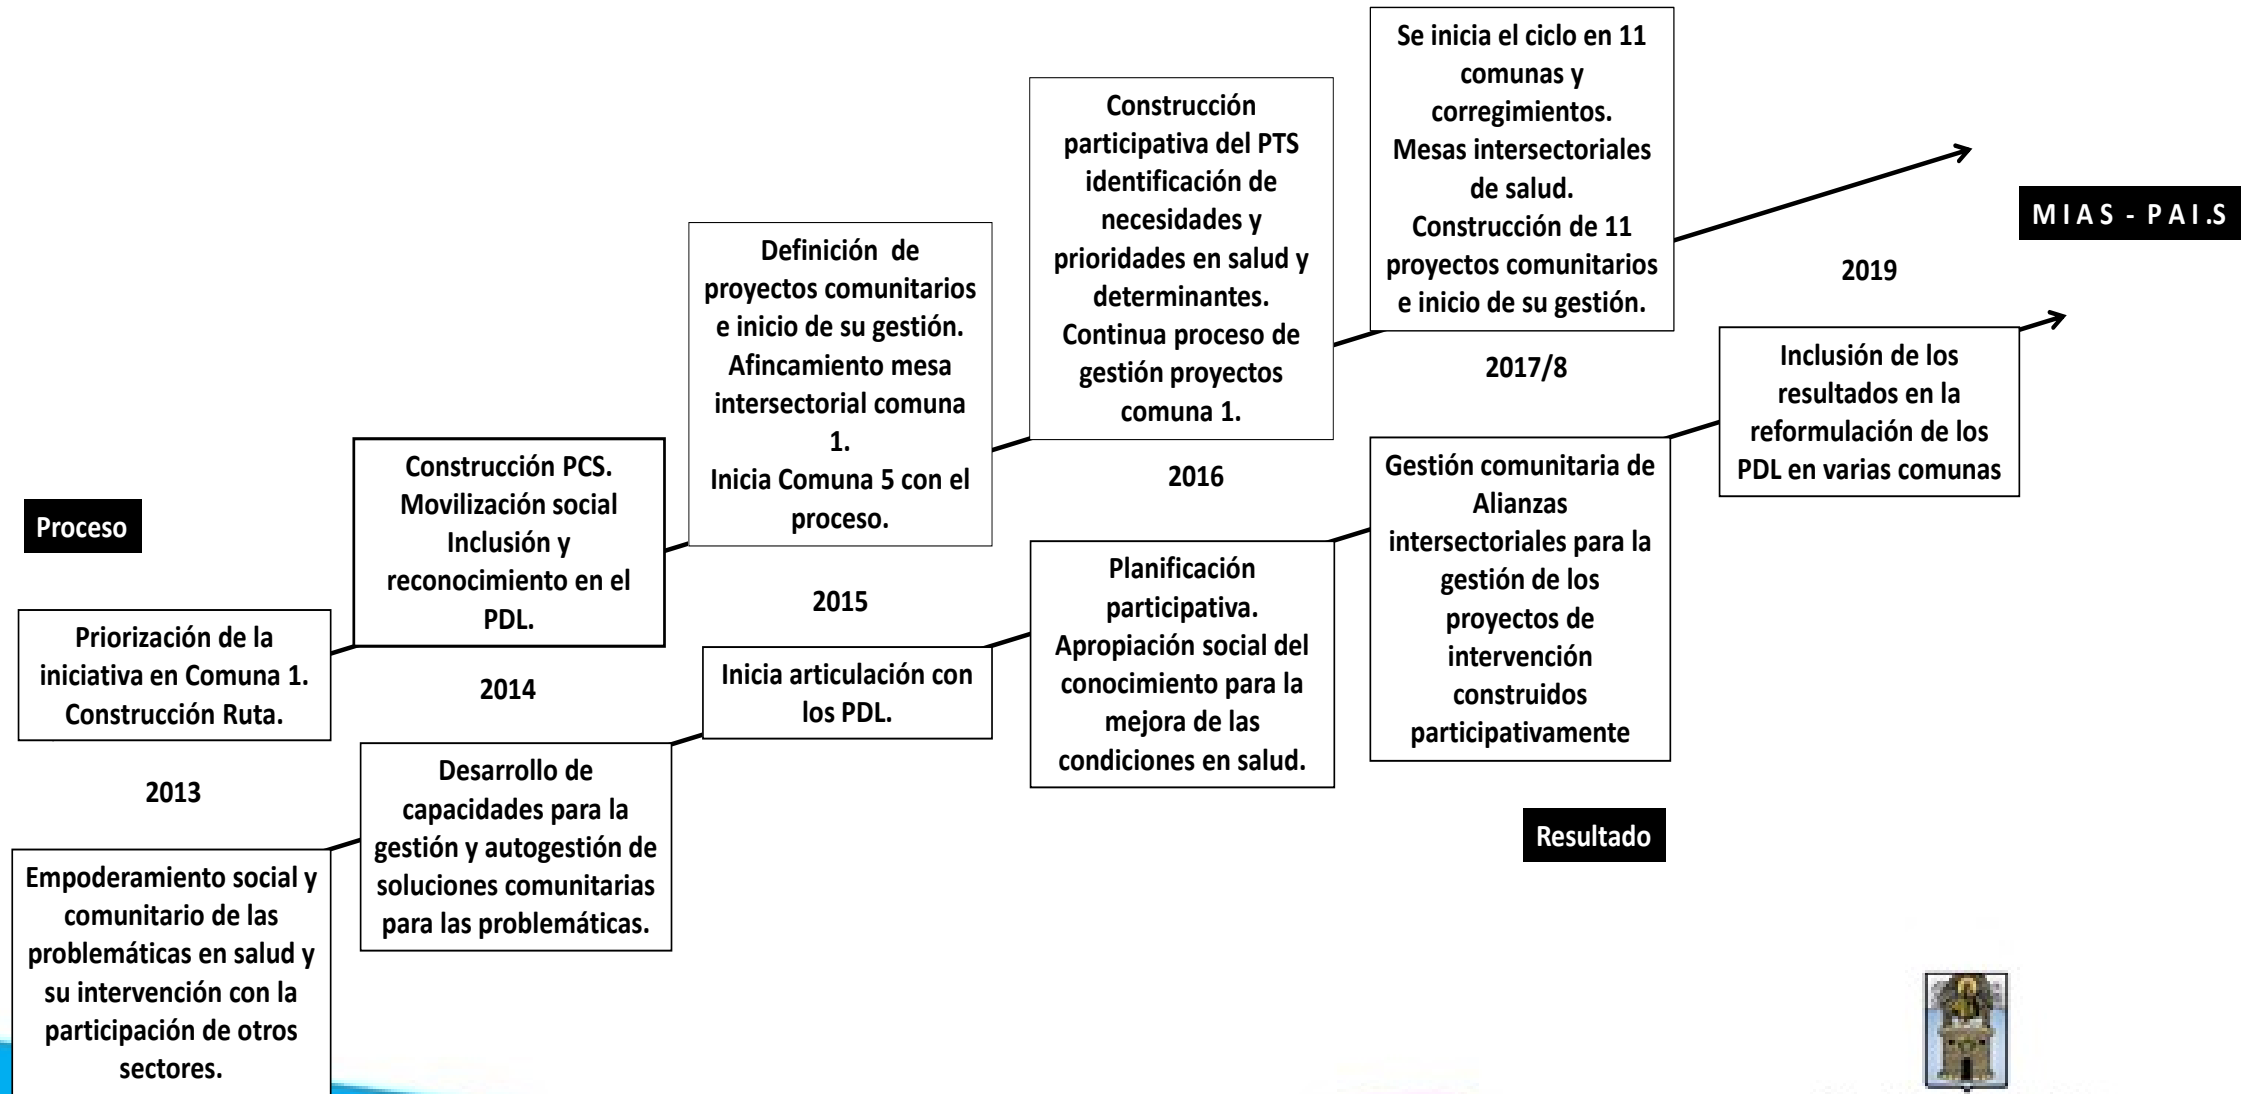 Proceso
Priorización de la
iniciativa en Comuna 1.
Construcción Ruta.
2013
Empoderamiento social y
comunitario de las
problemáticas en salud y
su intervención con la
participación de otros
sectores.
Construcción PCS.
Movilización social
Inclusión y
reconocimiento en el
PDL.
2014
Desarrollo de
capacidades para la
gestión y autogestión de
soluciones comunitarias
para las problemáticas.
Definición de
proyectos comunitarios
e inicio de su gestión.
Afincamiento mesa
intersectorial comuna
1.
Inicia Comuna 5 con el
proceso.
2015
Inicia articulación con
los PDL.
Construcción
participativa del PTS
identificación de
necesidades y
prioridades en salud y
determinantes.
Continua proceso de
gestión proyectos
comuna 1.
2016
Planificación
participativa.
Apropiación social del
conocimiento para la
mejora de las
condiciones en salud.
Se inicia el ciclo en 11
comunas y
corregimientos.
Mesas intersectoriales
de salud.
Construcción de 11
proyectos comunitarios
e inicio de su gestión.
2017/8
Gestión comunitaria de
Alianzas
intersectoriales para la
gestión de los
proyectos de
intervención
construidos
participativamente
Resultado
2019
Inclusión de los
resultados en la
reformulación de los
PDL en varias comunas
M I A S - P A I .S